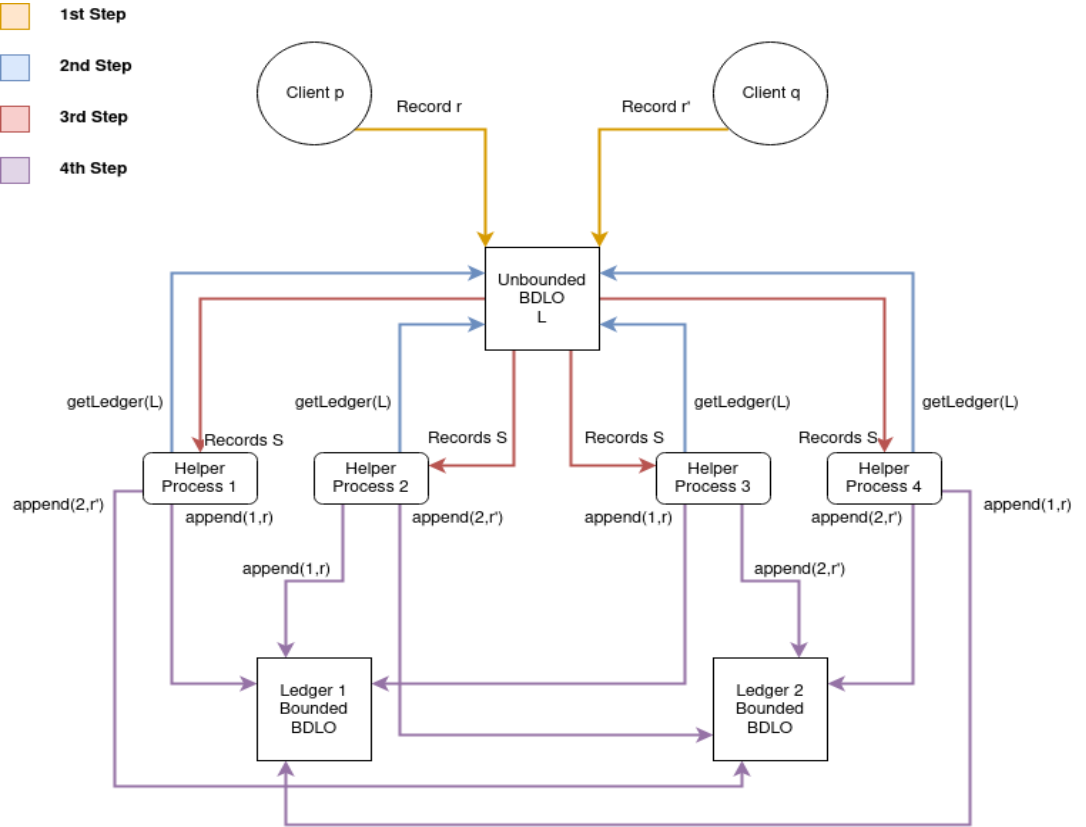 1st Step
2nd Step
3rd Step
4th Step
Client p
Record r
Record r'
Client q
Unbounded
BDLO
L
getLedger(L)
getLedger(L)
getLedger(L)
getLedger(L)
Records S
Records S
Records S
Records S
Helper
Process 1
Helper
Process 2
Helper
Process 3
Helper
Process 4
append(2,r')
append(1,r)
append(2,r')
append(1,r)
append(2,r')
append(1,r)
append(1,r)
append(2,r')
Ledger 1
Bounded
BDLO
Ledger 2
Bounded
BDLO